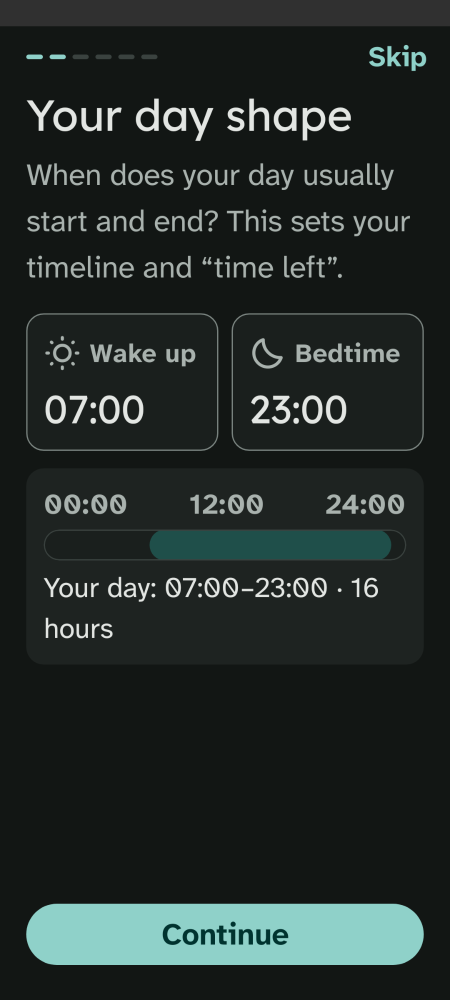 Skip
Your day shape
When does your day usually
start and end? This sets your
timeline and “time left”.
Wake up
07:00
Bedtime
23:00
00:00 12:00 24:00
Your day: 07:00–23:00 · 16
hours
Continue